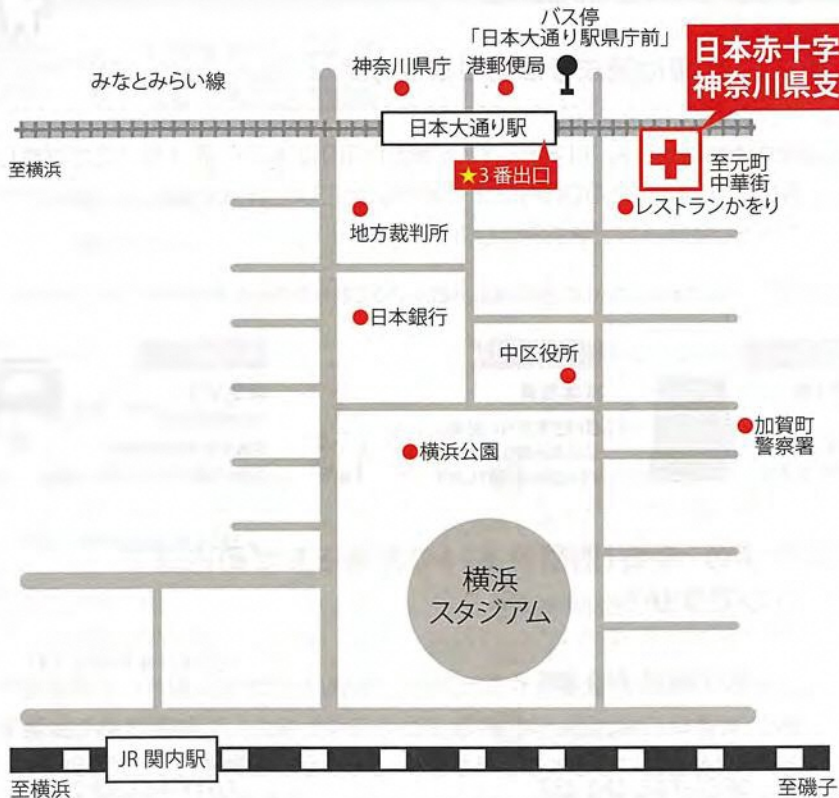 バス停
「日本大通り駅県庁前」
神奈川県庁
港郵便局
日本赤十字
神奈川県支
みなとみらい線
日本大通り駅
至横浜
★3番出口
至元町
中華街
レストランかをり
地方裁判所
日本銀行
中区役所
加賀町
警察署
横浜公園
横浜
スタジアム
JR 関内駅
至横浜
至磯子